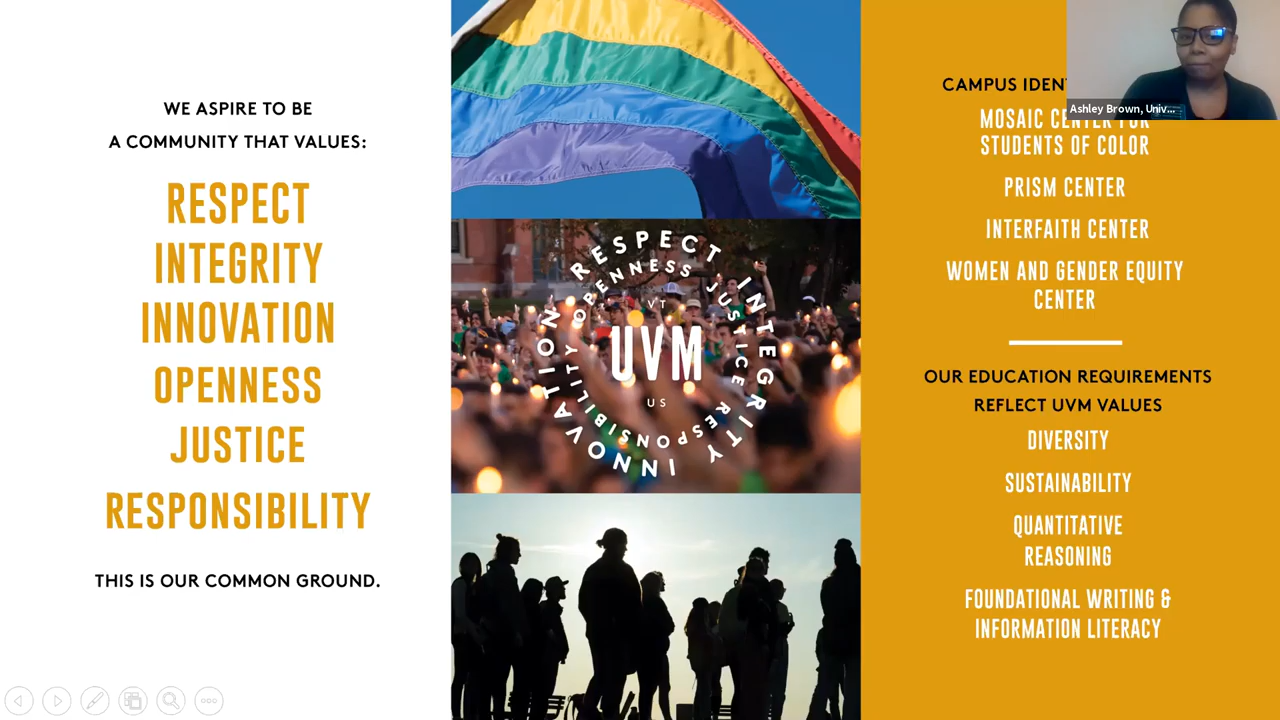 WE ASPIRE TO BE
A COMMUNITY THAT VALUES:
RESPECT
INTEGRITY
INNOVATION
OPENNESS
JUSTICE
RESPONSIBILITY
THIS IS OUR COMMON GROUND.
RESPECT INTEGRITY INNOVATION
OPENNESS JUSTICE RESPONSIBILITY
VT
UVM
US
Ashley Brown, Univ...
CAMPUS
MOSAIC CENTER FOR
STUDENTS OF COLOR
PRISM CENTER
INTERFAITH CENTER
WOMEN AND GENDER EQUITY
CENTER
OUR EDUCATION REQUIREMENTS
REFLECT UVM VALUES
DIVERSITY
SUSTAINABILITY
QUANTITATIVE
REASONING
FOUNDATIONAL WRITING &
INFORMATION LITERACY